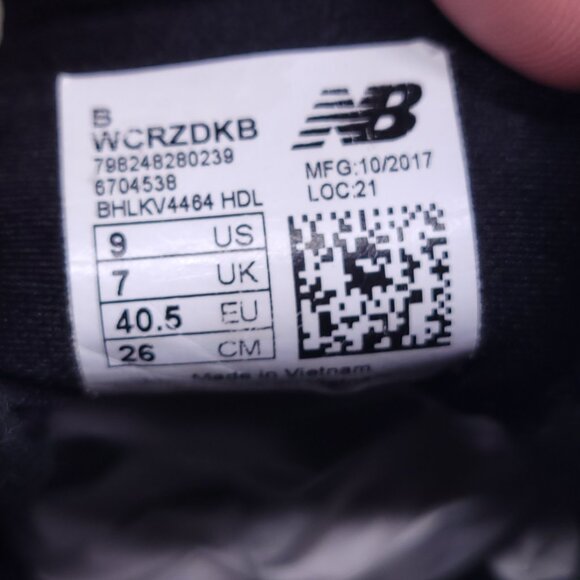 B
WCRZDKB
798248280239
6704538
BHLKV4464 HDL
NB
MFG:10/2017
LOC:21
9 US
7 UK
40.5 EU
26 CM
Made in Vietnam